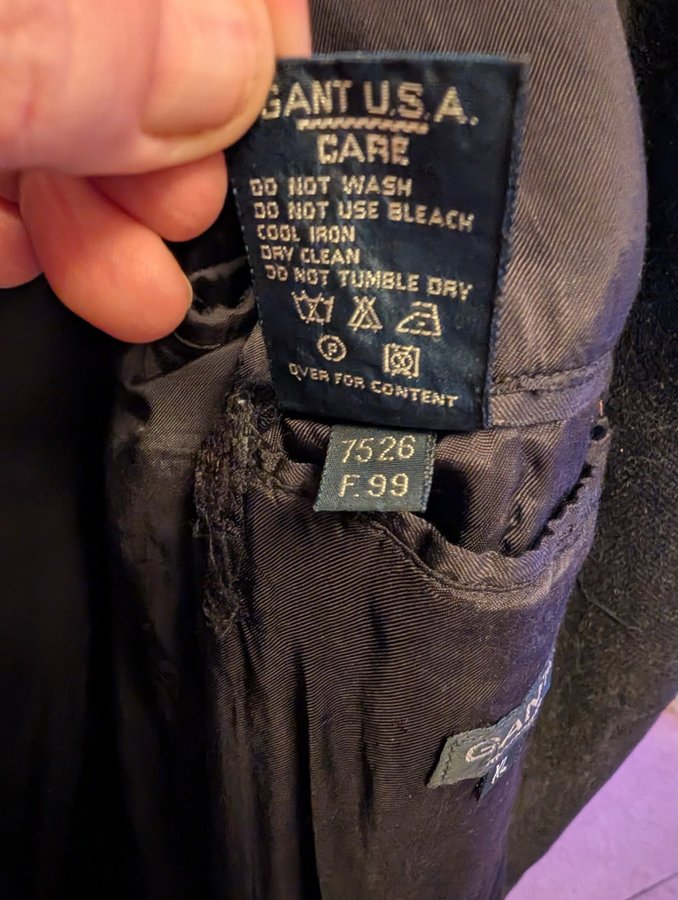 GANT U.S.A.
CARE
DO NOT WASH
DO NOT USE BLEACH
COOL IRON
DRY CLEAN
DO NOT TUMBLE DRY
P
OVER FOR CONTENT
7526
F.99
GANT